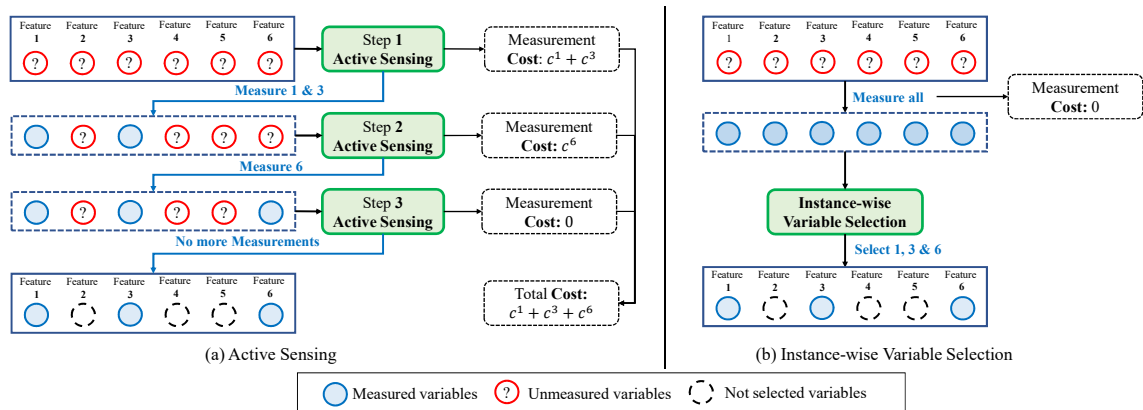 Feature Feature Feature Feature Feature Feature
1 2 3 4 5 6
? ? ? ? ? ?
Step 1
Active Sensing
Measurement
Cost: c¹ + c³
Measure 1 & 3
? ? ? ?
Step 2
Active Sensing
Measurement
Cost: c⁶
Measure 6
? ? ?
Step 3
Active Sensing
Measurement
Cost: 0
No more Measurements
Feature Feature Feature Feature Feature Feature
1 2 3 4 5 6
Total Cost:
c¹ + c³ + c⁶
(a) Active Sensing
Feature Feature Feature Feature Feature Feature
1 2 3 4 5 6
? ? ? ? ? ?
Measure all
Measurement
Cost: 0
Instance-wise
Variable Selection
Select 1, 3 & 6
Feature Feature Feature Feature Feature Feature
1 2 3 4 5 6
(b) Instance-wise Variable Selection
Measured variables ? Unmeasured variables Not selected variables